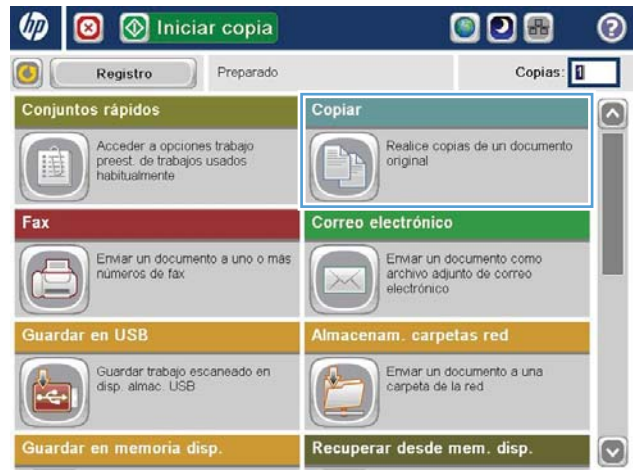 hp
Iniciar copia
?
Registro
Preparado
Copias: 1
Conjuntos rápidos
Acceder a opciones trabajo
preest. de trabajos usados
habitualmente
Copiar
Realice copias de un documento
original
Fax
Enviar un documento a uno o más
números de fax
Correo electrónico
Enviar un documento como
archivo adjunto de correo
electrónico
Guardar en USB
Guardar trabajo escaneado en
disp. almac. USB
Almacenam. carpetas red
Enviar un documento a una
carpeta de la red
Guardar en memoria disp.
Recuperar desde mem. disp.